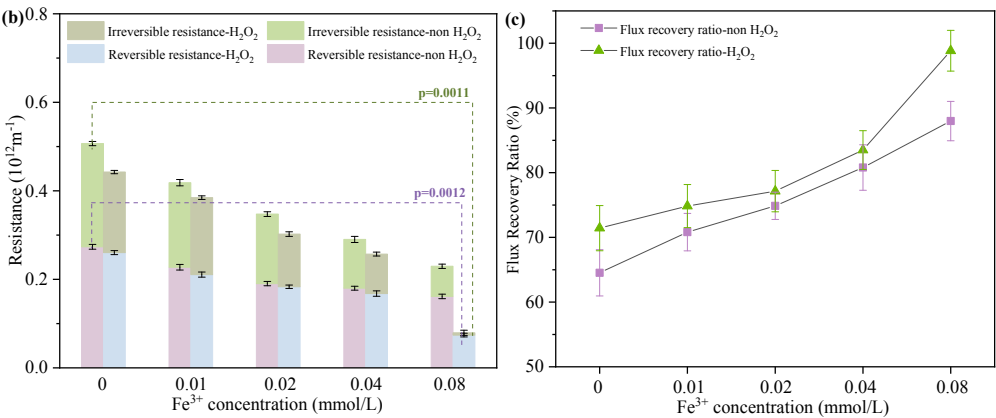 (b)
Irreversible resistance-H₂O₂
Irreversible resistance-non H₂O₂
Reversible resistance-H₂O₂
Reversible resistance-non H₂O₂
p=0.0011
p=0.0012
0.8
0.6
0.4
0.2
0.0
Resistance (10¹²m⁻¹)
0 0.01 0.02 0.04 0.08
Fe³⁺ concentration (mmol/L)
(c)
Flux recovery ratio-non H₂O₂
Flux recovery ratio-H₂O₂
100
90
80
70
60
50
Flux Recovery Ratio (%)
0 0.01 0.02 0.04 0.08
Fe³⁺ concentration (mmol/L)